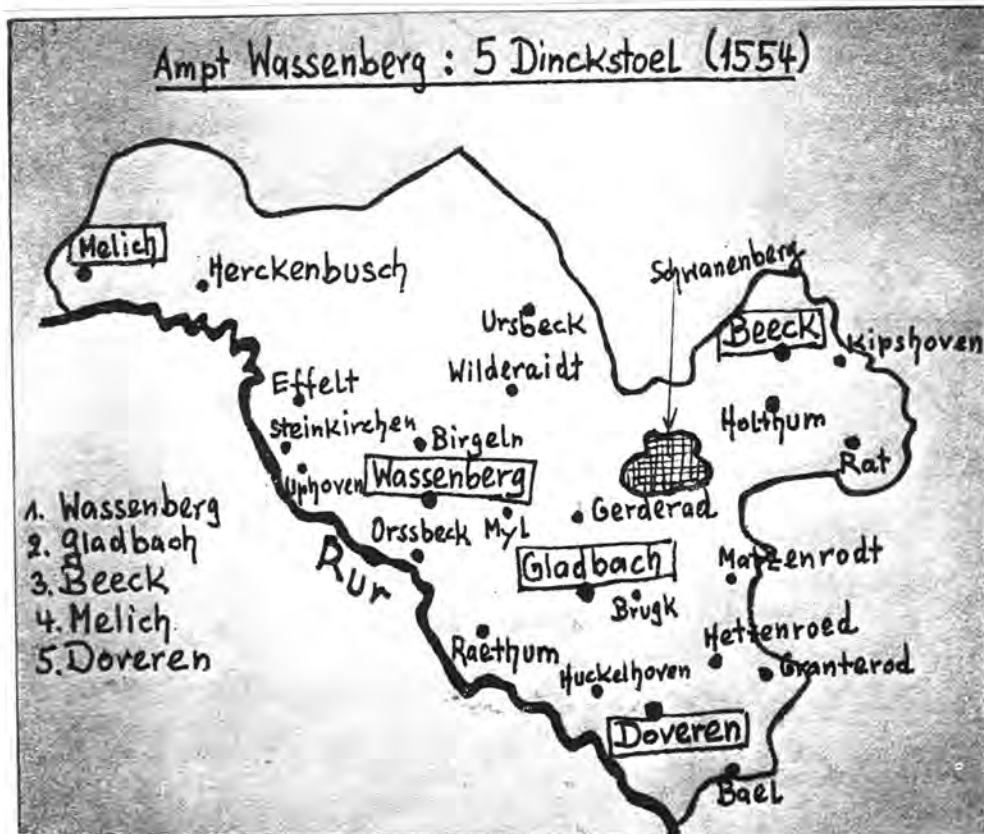 Ampt Wassenberg : 5 Dinckstoel (1554)
Melich
Herckenbusch
Schwanenberg
Ursbeck
Beeck
Kipshoven
Wilderaidt
Effelt
Holthum
Steinkirchen
Birgeln
Rat
Uphoven
Wassenberg
Gerderad
Orssbeck
Myl
Rur
Gladbach
Matzenrodt
Brugk
Hettenroed
Raethum
Huckelhoven
Granterod
Doveren
Bael
1. Wassenberg
2. Gladbach
3. Beeck
4. Melich
5. Doveren